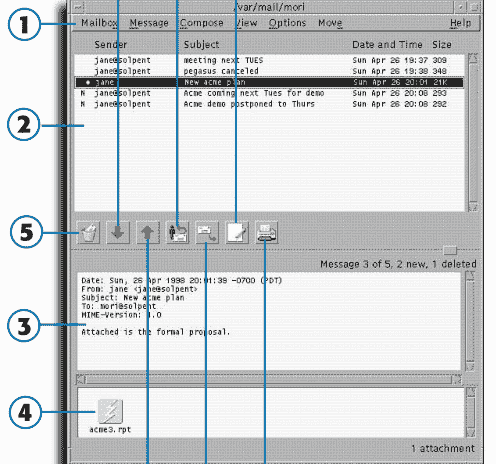 /var/mail/mori
Mailbox Message Compose View Options Move Help
Sender Subject Date and Time Size
jane@solpent meeting next TUES Sun Apr 26 19:37 309
jane@solpent pegasus canceled Sun Apr 26 19:38 348
jane New acme plan Sun Apr 26 20:01 21K
N jane@solpent Acme coming next Tues for demo Sun Apr 26 20:08 293
N jane@solpent Acme demo postponed to Thurs Sun Apr 26 20:08 292
Message 3 of 5, 2 new, 1 deleted
Date: Sun, 26 Apr 1998 20:01:39 -0700 (PDT)
From: jane <jane@solpent>
Subject: New acme plan
To: mori@solpent
MIME-Version: 1.0
Attached is the formal proposal.
acme3.rpt
1 attachment
1
2
5
3
4